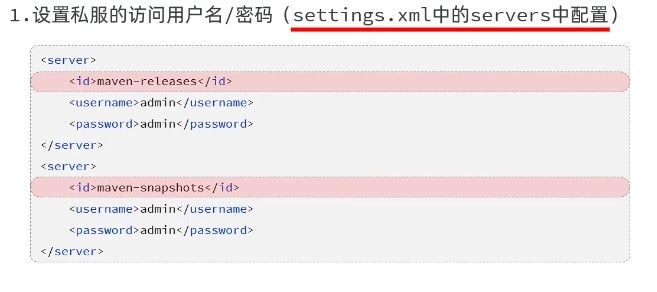 1.设置私服的访问用户名/密码（settings.xml中的servers中配置）
<server>
    <id>maven-releases</id>
    <username>admin</username>
    <password>admin</password>
</server>
<server>
    <id>maven-snapshots</id>
    <username>admin</username>
    <password>admin</password>
</server>